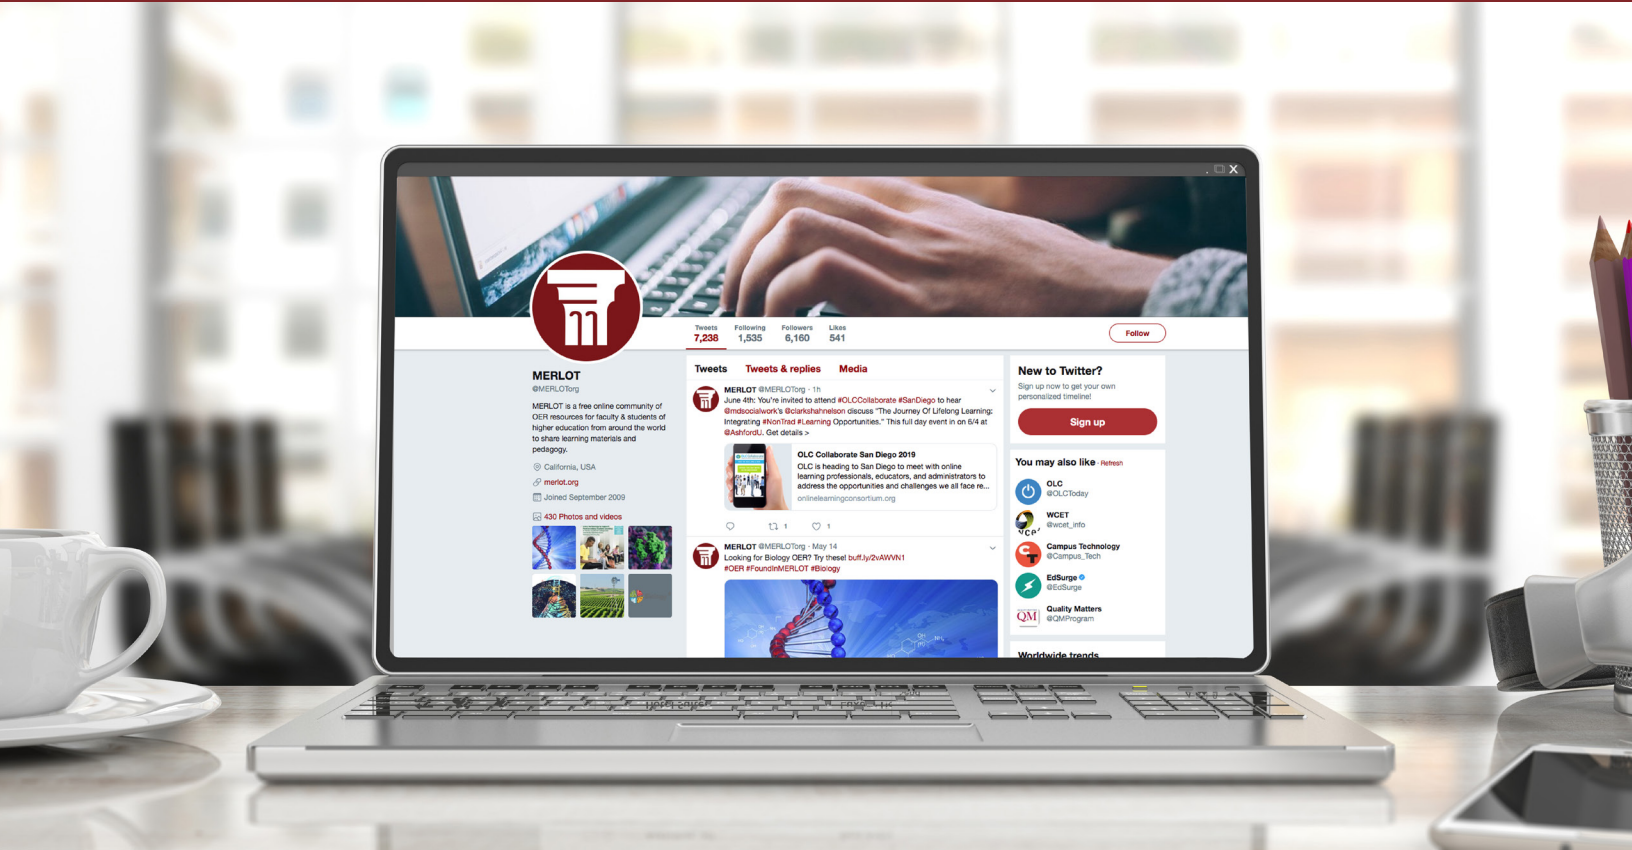 X
Tweets Following Followers Likes
7,238 1,535 6,160 541
Follow
MERLOT
@MERLOTorg
MERLOT is a free online community of
OER resources for faculty & students of
higher education from around the world
to share learning materials and
pedagogy.
California, USA
merlot.org
Joined September 2009
430 Photos and videos
Tweets Tweets & replies Media
MERLOT @MERLOTorg · 1h
June 4th: You're invited to attend #OLCCollaborate #SanDiego to hear
@mdsocialwork's @clarkshahnelson discuss "The Journey Of Lifelong Learning:
Integrating #NonTrad #Learning Opportunities." This full day event in on 6/4 at
@AshfordU. Get details >
OLC Collaborate San Diego 2019
OLC is heading to San Diego to meet with online
learning professionals, educators, and administrators to
address the opportunities and challenges we all face re...
onlinelearningconsortium.org
1 1
MERLOT @MERLOTorg · May 14
Looking for Biology OER? Try these! buff.ly/2vAWVN1
#OER #FoundInMERLOT #Biology
OH
NH₂
New to Twitter?
Sign up now to get your own
personalized timeline!
Sign up
You may also like · Refresh
OLC
@OLCToday
WCET
@wcet_info
Campus Technology
@Campus_Tech
EdSurge
@EdSurge
QM
Quality Matters
@QMProgram
Worldwide trends